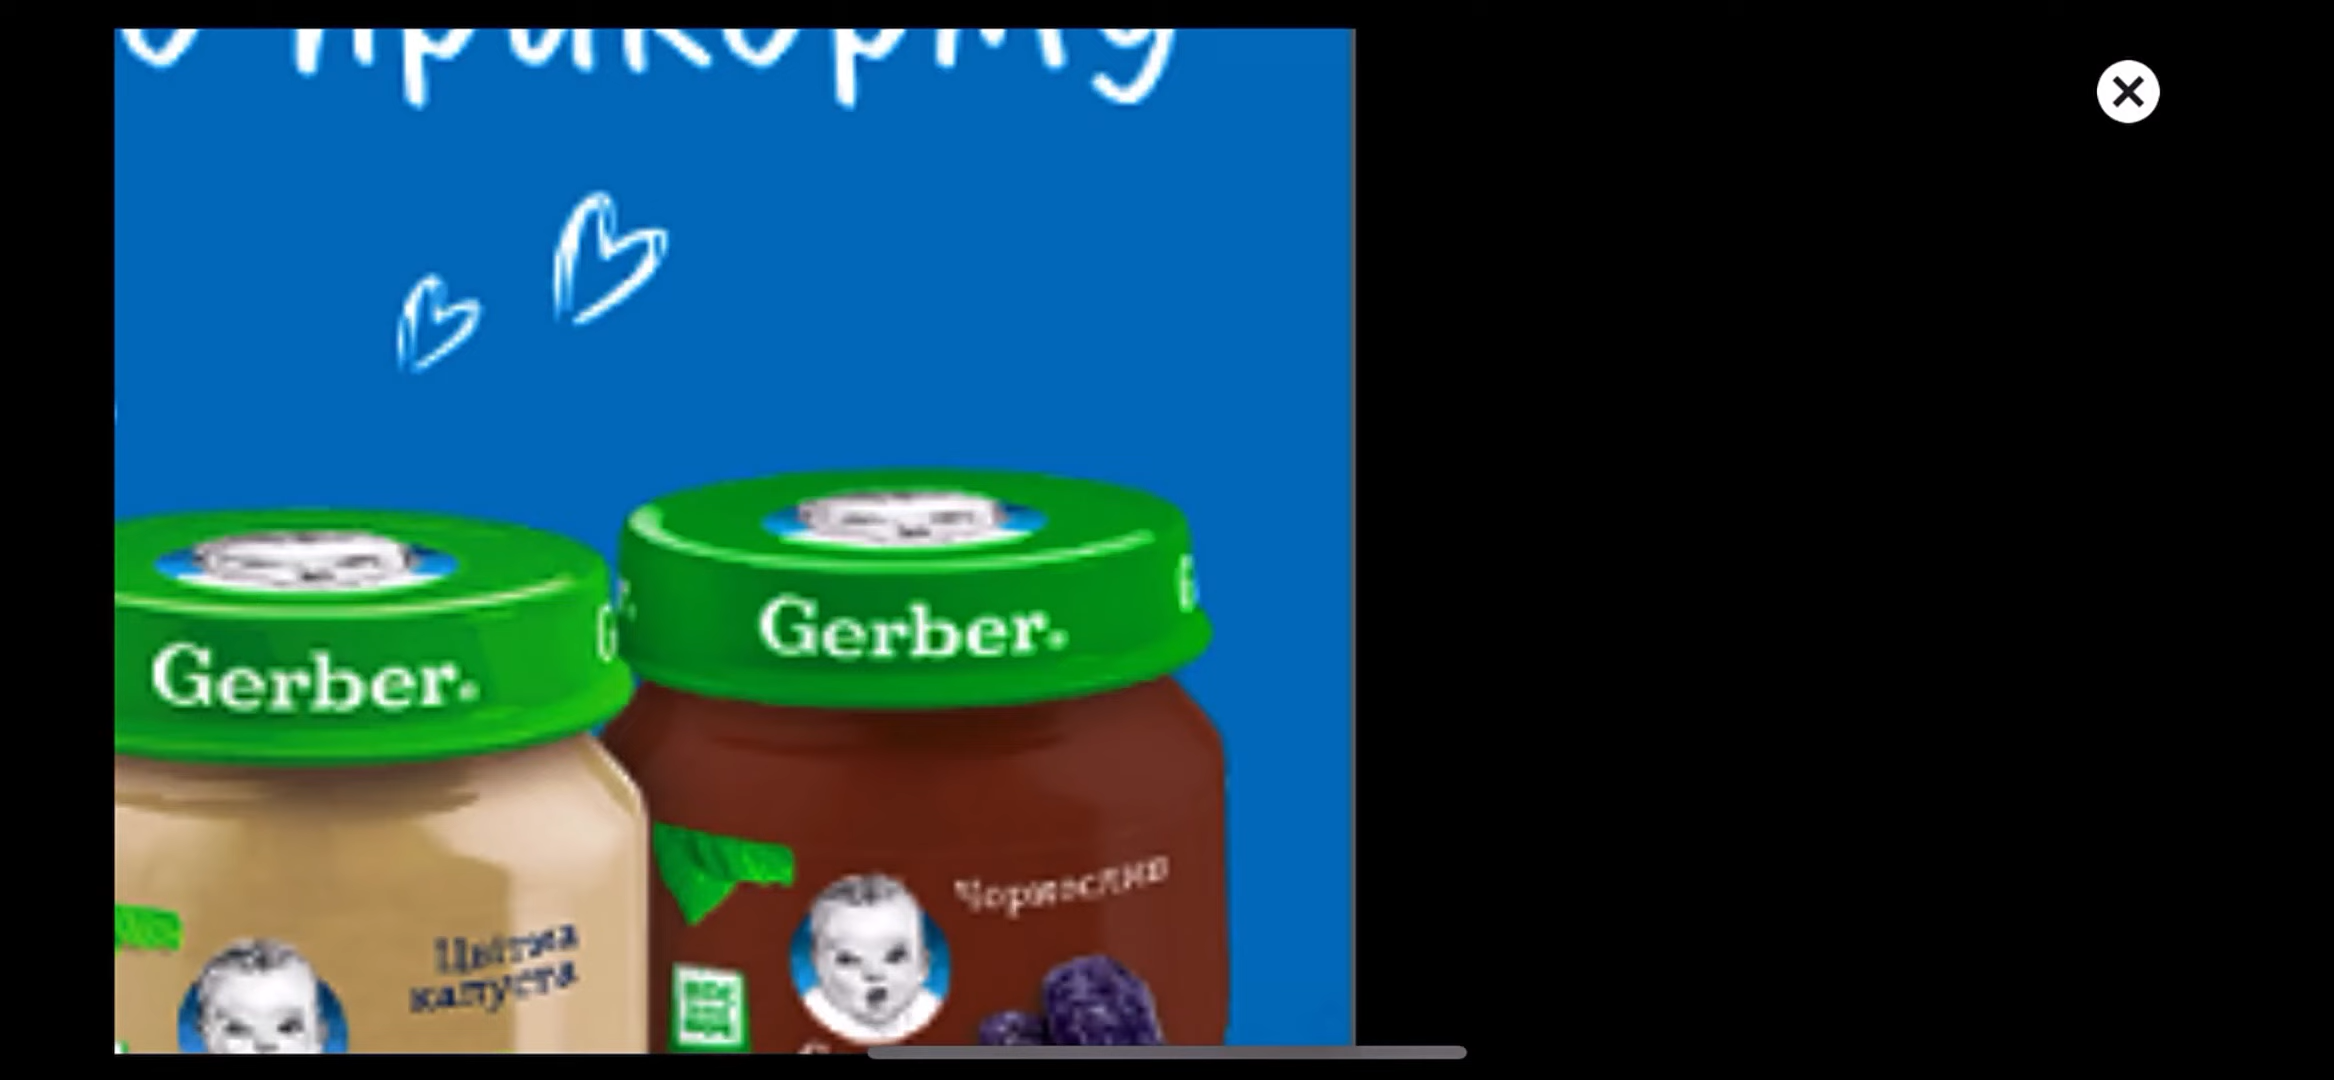 прикорму
Gerber.
Gerber.
Чорнослив
Цвітна
капуста